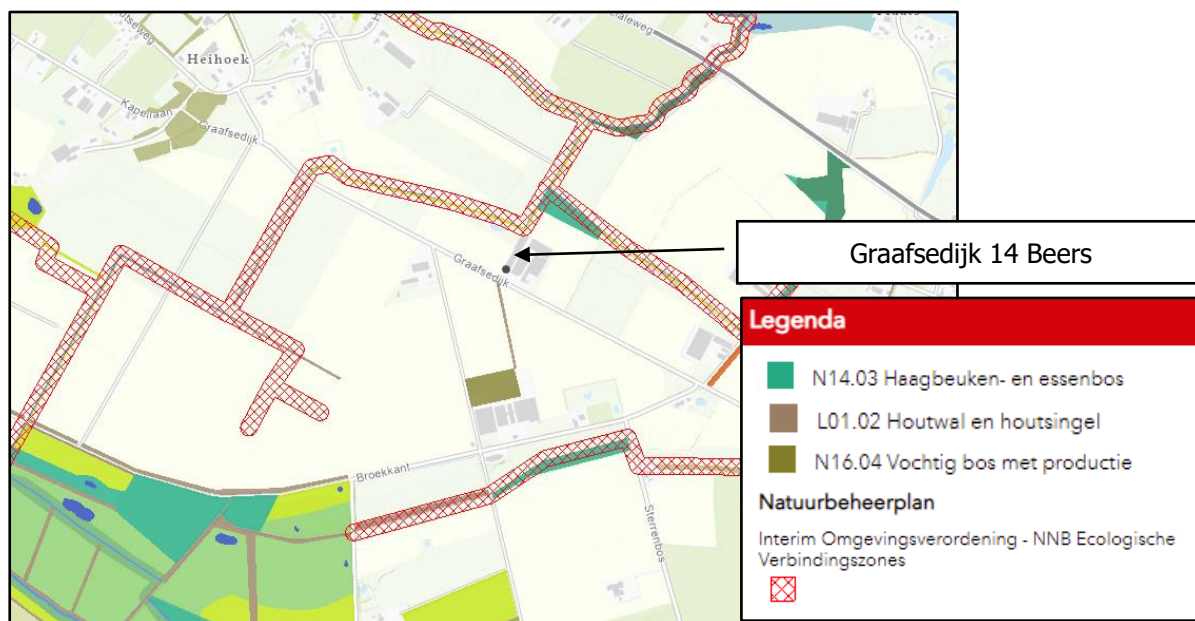 Heihoek
Kapellaan
Graafsedijk
Graafsedijk
Broekkant
Sterrenbos
Graafsedijk 14 Beers
Legenda
N14.03 Haagbeuken- en essenbos
L01.02 Houtwal en houtsingel
N16.04 Vochtig bos met productie
Natuurbeheerplan
Interim Omgevingsverordening - NNB Ecologische
Verbindingszones